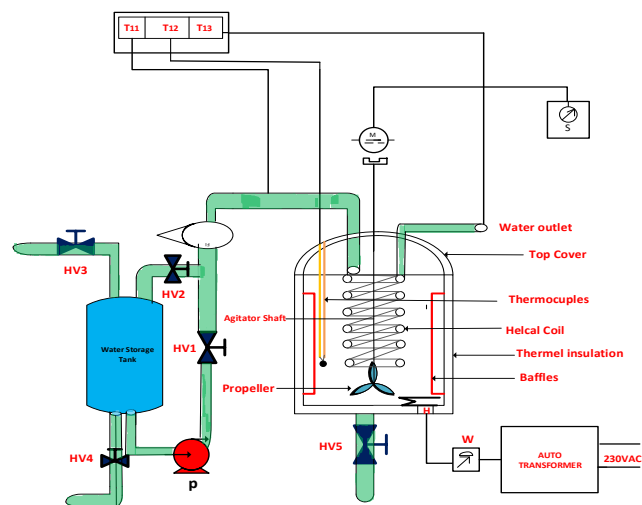 T11 T12 T13
M
S
Water outlet
HV3
Top Cover
HV2
Thermocuples
Agitator Shaft
Helcal Coil
Water Storage
Tank
HV1
Thermel insulation
Propeller
Baffles
H
W
HV4
HV5
AUTO
TRANSFORMER
230VAC
p